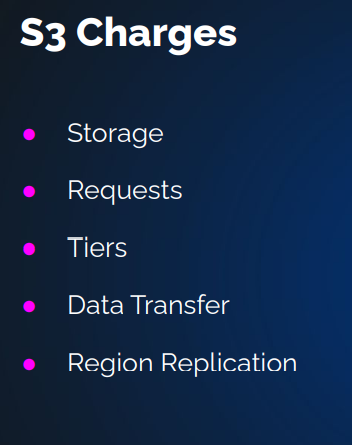 S3 Charges
Storage
Requests
Tiers
Data Transfer
Region Replication